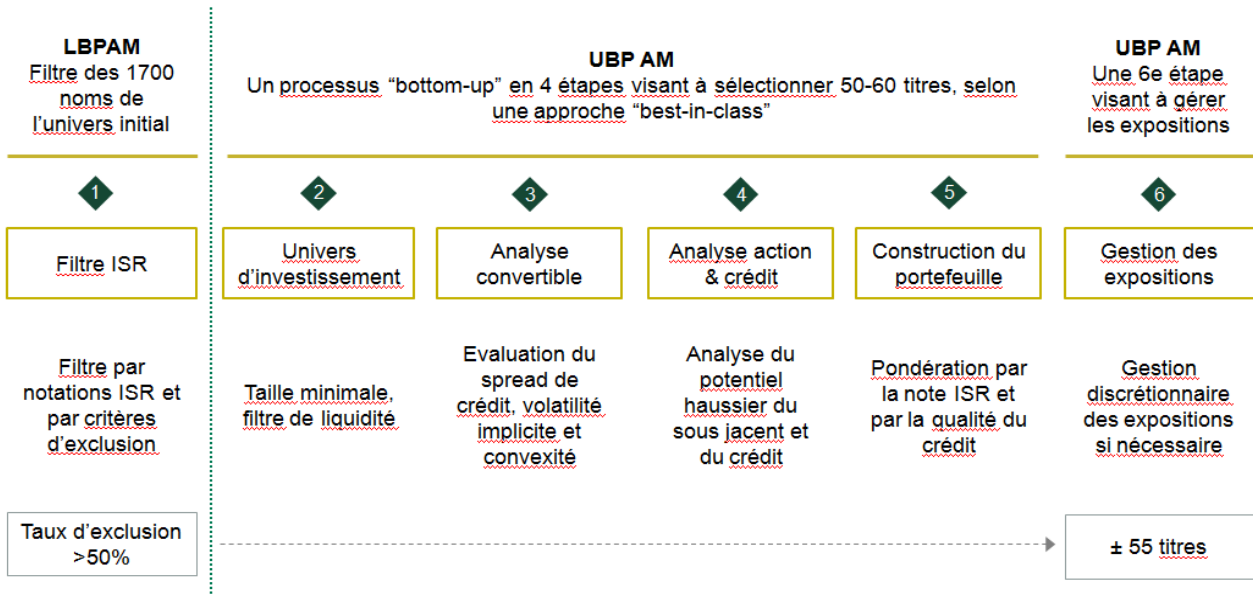 LBPAM
Filtre des 1700
noms de
l’univers initial
UBP AM
Un processus “bottom-up” en 4 étapes visant à sélectionner 50-60 titres, selon
une approche “best-in-class”
UBP AM
Une 6e étape
visant à gérer
les expositions
1
2
3
4
5
6
Filtre ISR
Univers
d’investissement
Analyse
convertible
Analyse action
& crédit
Construction du
portefeuille
Gestion des
expositions
Filtre par
notations ISR et
par critères
d’exclusion
Taille minimale,
filtre de liquidité
Evaluation du
spread de
crédit, volatilité
implicite et
convexité
Analyse du
potentiel
haussier du
sous jacent et
du crédit
Pondération par
la note ISR et
par la qualité du
crédit
Gestion
discrétionnaire
des expositions
si nécessaire
Taux d’exclusion
>50%
± 55 titres